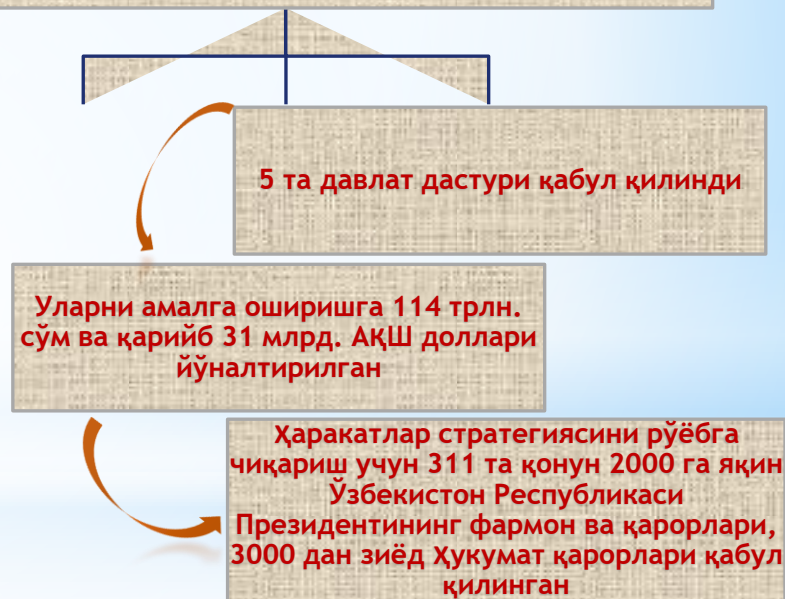 5 та давлат дастури қабул қилинди
Уларни амалга оширишга 114 трлн.
сўм ва қарийб 31 млрд. АҚШ доллари
йўналтирилган
Ҳаракатлар стратегиясини рўёбга
чиқариш учун 311 та қонун 2000 га яқин
Ўзбекистон Республикаси
Президентининг фармон ва қарорлари,
3000 дан зиёд Ҳукумат қарорлари қабул
қилинган